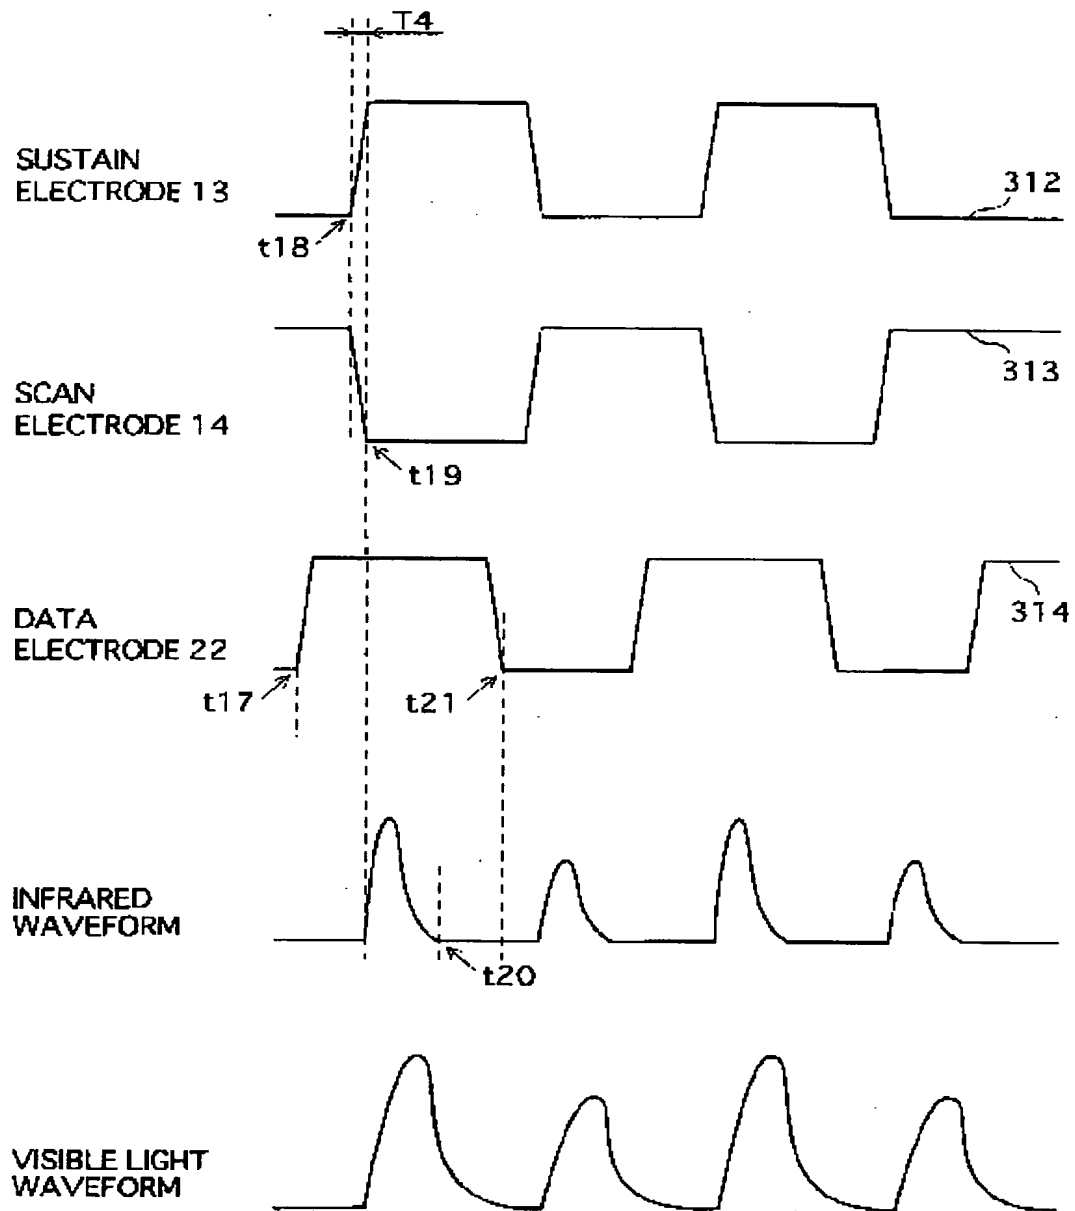 T4
SUSTAIN
ELECTRODE 13
312
t18
SCAN
ELECTRODE 14
313
t19
DATA
ELECTRODE 22
314
t17
t21
INFRARED
WAVEFORM
t20
VISIBLE LIGHT
WAVEFORM